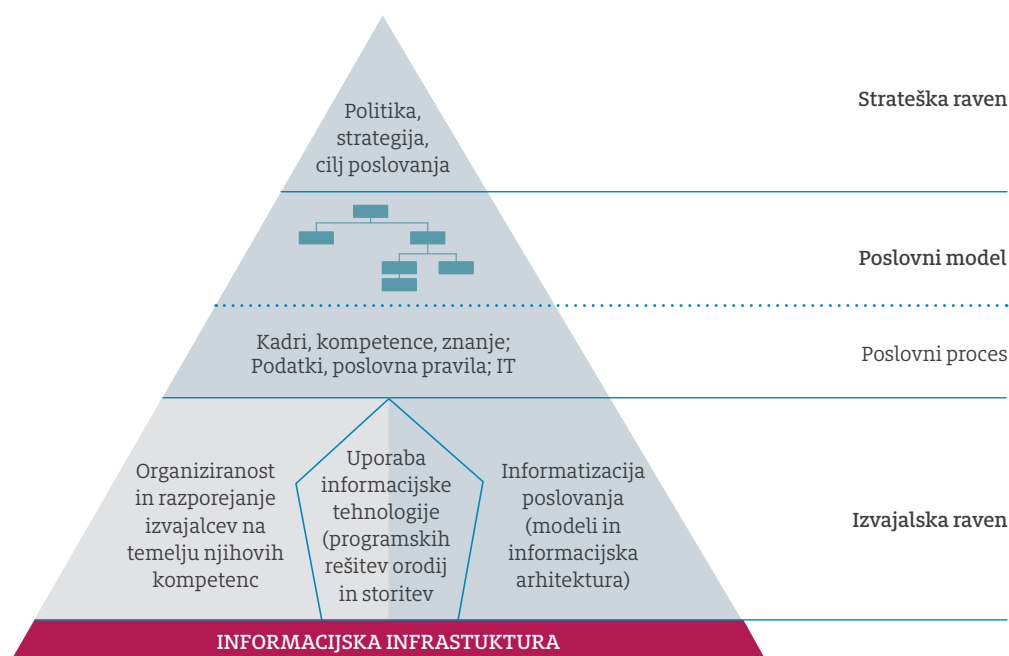 Politika,
strategija,
cilj poslovanja
Strateška raven
Poslovni model
Kadri, kompetence, znanje;
Podatki, poslovna pravila; IT
Poslovni proces
Organiziranost
in razporejanje
izvajalcev na
temelju njihovih
kompetenc
Uporaba
informacijske
tehnologije
(programskih
rešitev orodij
in storitev
Informatizacija
poslovanja
(modeli in
informacijska
arhitektura)
Izvajalska raven
INFORMACIJSKA INFRASTUKTURA